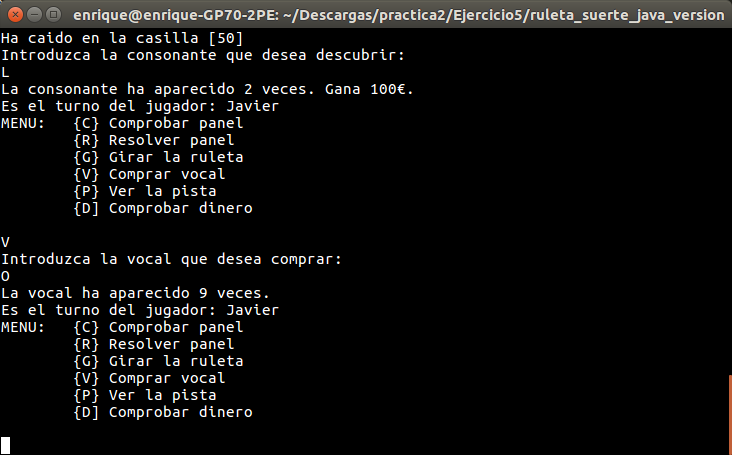 enrique@enrique-GP70-2PE: ~/Descargas/practica2/Ejercicio5/ruleta_suerte_java_version
Ha caido en la casilla [50]
Introduzca la consonante que desea descubrir:
L
La consonante ha aparecido 2 veces. Gana 100€.
Es el turno del jugador: Javier
MENU:   {C} Comprobar panel
        {R} Resolver panel
        {G} Girar la ruleta
        {V} Comprar vocal
        {P} Ver la pista
        {D] Comprobar dinero

V
Introduzca la vocal que desea comprar:
O
La vocal ha aparecido 9 veces.
Es el turno del jugador: Javier
MENU:   {C} Comprobar panel
        {R} Resolver panel
        {G} Girar la ruleta
        {V} Comprar vocal
        {P} Ver la pista
        {D] Comprobar dinero